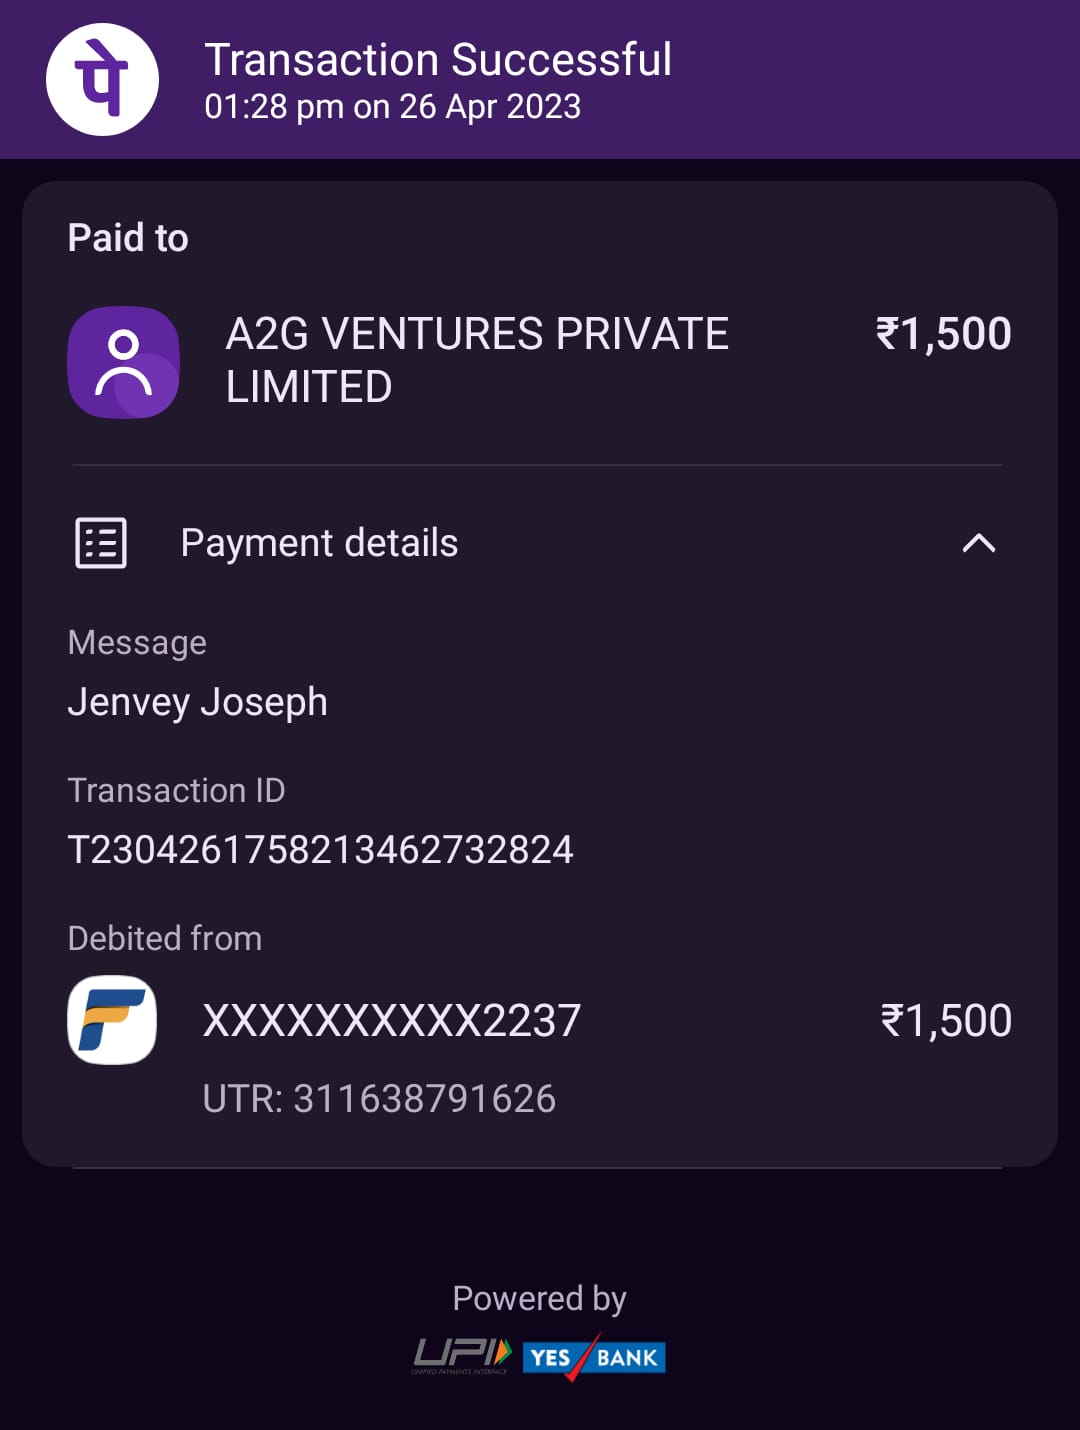 पे
Transaction Successful
01:28 pm on 26 Apr 2023
Paid to
A2G VENTURES PRIVATE
LIMITED
₹1,500
Payment details
Message
Jenvey Joseph
Transaction ID
T2304261758213462732824
Debited from
XXXXXXXXXX2237
₹1,500
UTR: 311638791626
Powered by
UPI
UNIFIED PAYMENTS INTERFACE
YES BANK